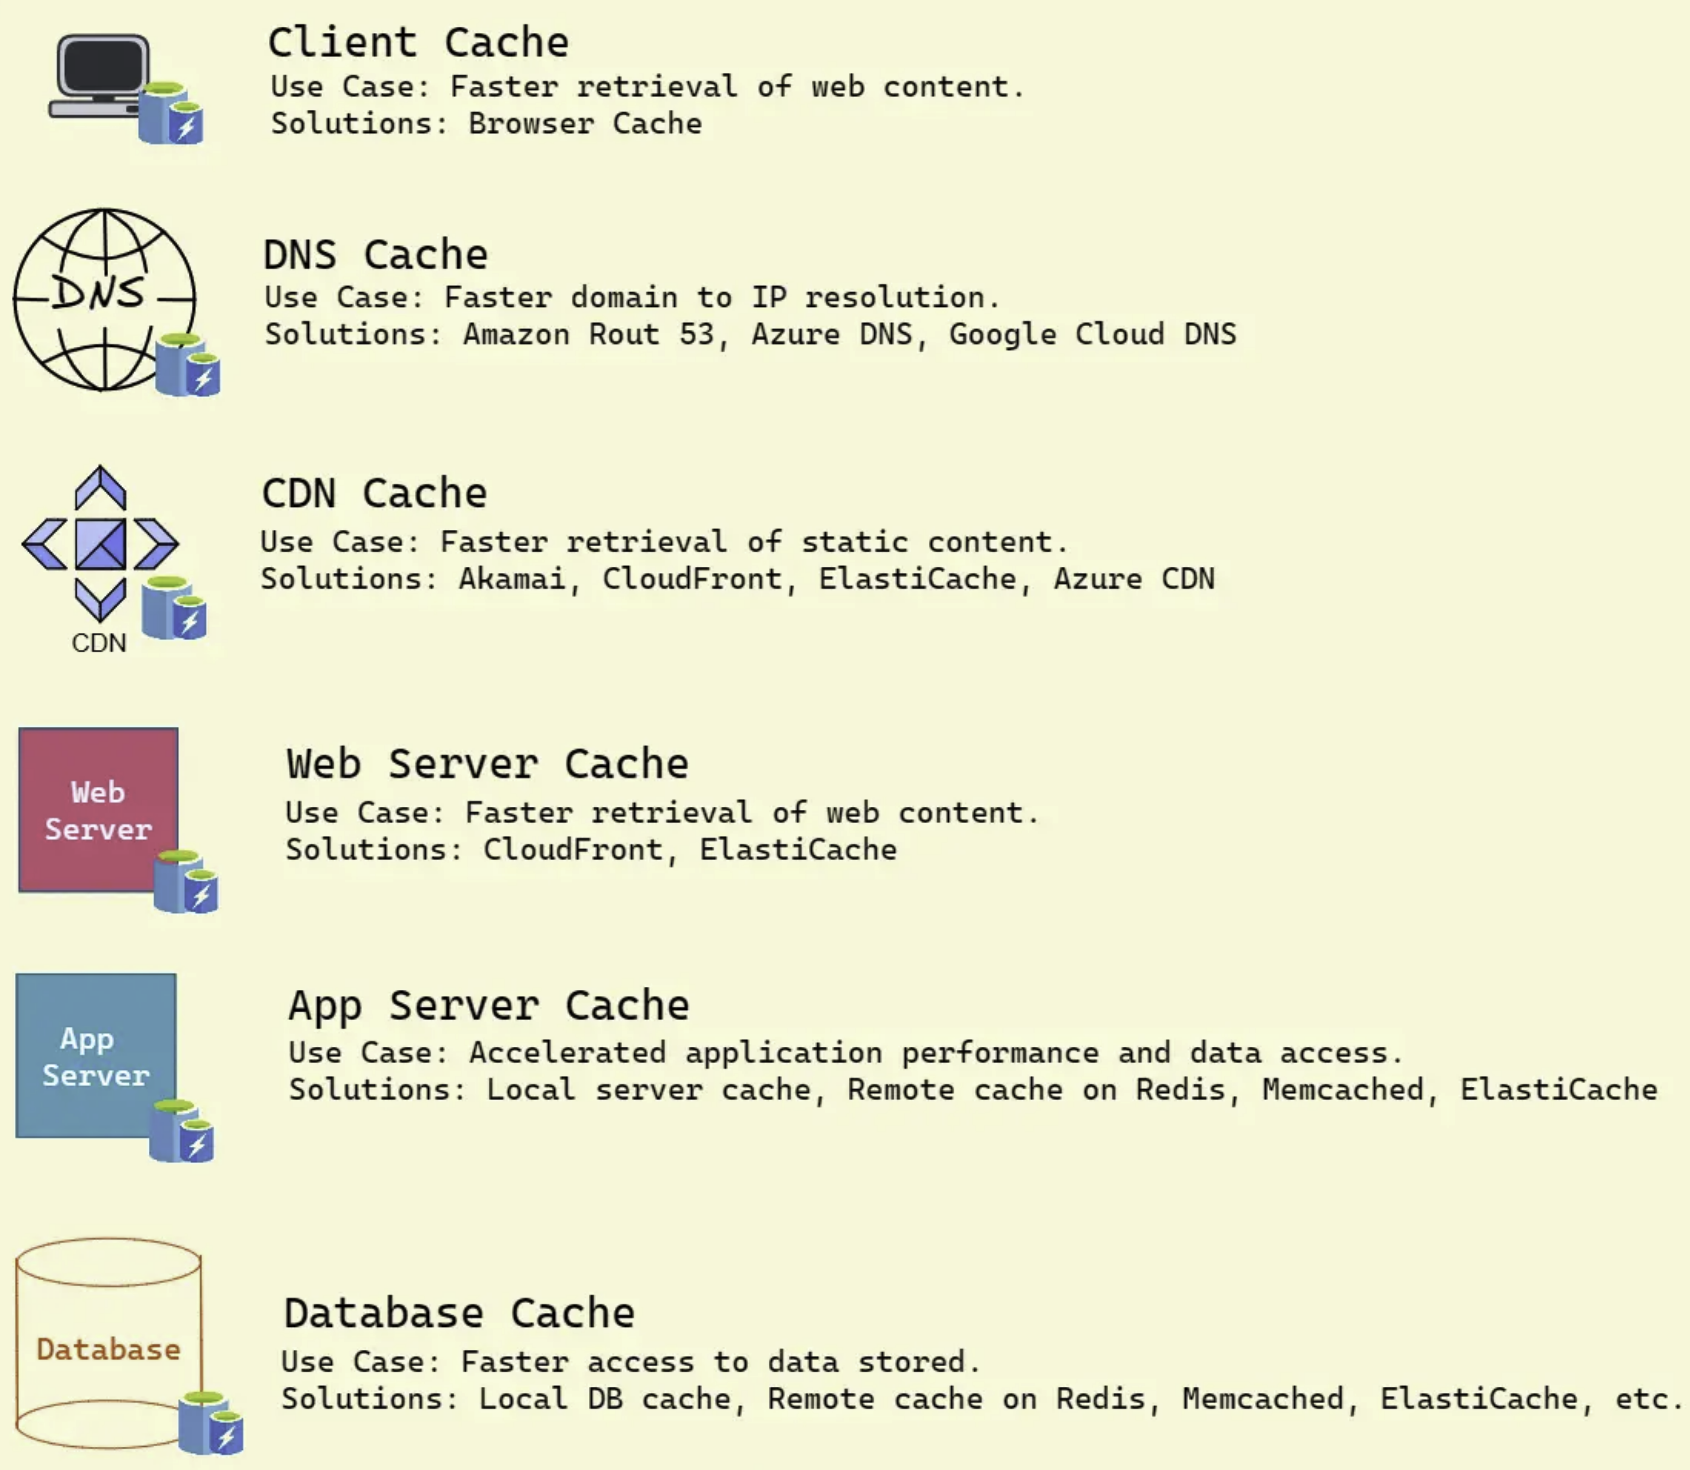 Client Cache
Use Case: Faster retrieval of web content.
Solutions: Browser Cache
DNS
DNS Cache
Use Case: Faster domain to IP resolution.
Solutions: Amazon Rout 53, Azure DNS, Google Cloud DNS
CDN
CDN Cache
Use Case: Faster retrieval of static content.
Solutions: Akamai, CloudFront, ElastiCache, Azure CDN
Web
Server
Web Server Cache
Use Case: Faster retrieval of web content.
Solutions: CloudFront, ElastiCache
App
Server
App Server Cache
Use Case: Accelerated application performance and data access.
Solutions: Local server cache, Remote cache on Redis, Memcached, ElastiCache
Database
Database Cache
Use Case: Faster access to data stored.
Solutions: Local DB cache, Remote cache on Redis, Memcached, ElastiCache, etc.